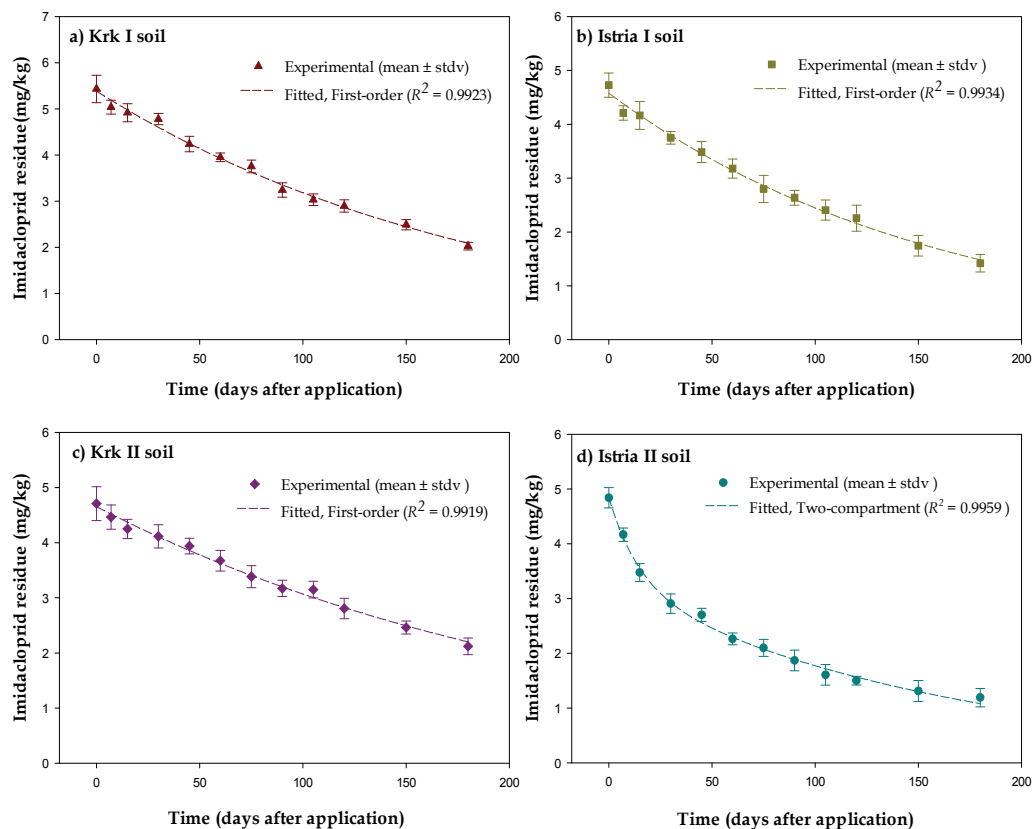 a) Krk I soil
Experimental (mean ± stdv)
Fitted, First-order (R² = 0.9923)
Imidacloprid residue(mg/kg)
7
6
5
4
3
2
1
0
0 50 100 150 200
Time (days after application)
b) Istria I soil
Experimental (mean ± stdv )
Fitted, First-order (R² = 0.9934)
Imidacloprid residue (mg/kg)
6
5
4
3
2
1
0
0 50 100 150 200
Time (days after application)
c) Krk II soil
Experimental (mean ± stdv )
Fitted, First-order (R² = 0.9919)
Imidacloprid residue (mg/kg)
6
5
4
3
2
1
0
0 50 100 150 200
Time (days after application)
d) Istria II soil
Experimental (mean ± stdv )
Fitted, Two-compartment (R² = 0.9959)
Imidacloprid residue (mg/kg)
6
5
4
3
2
1
0
0 50 100 150 200
Time (days after application)